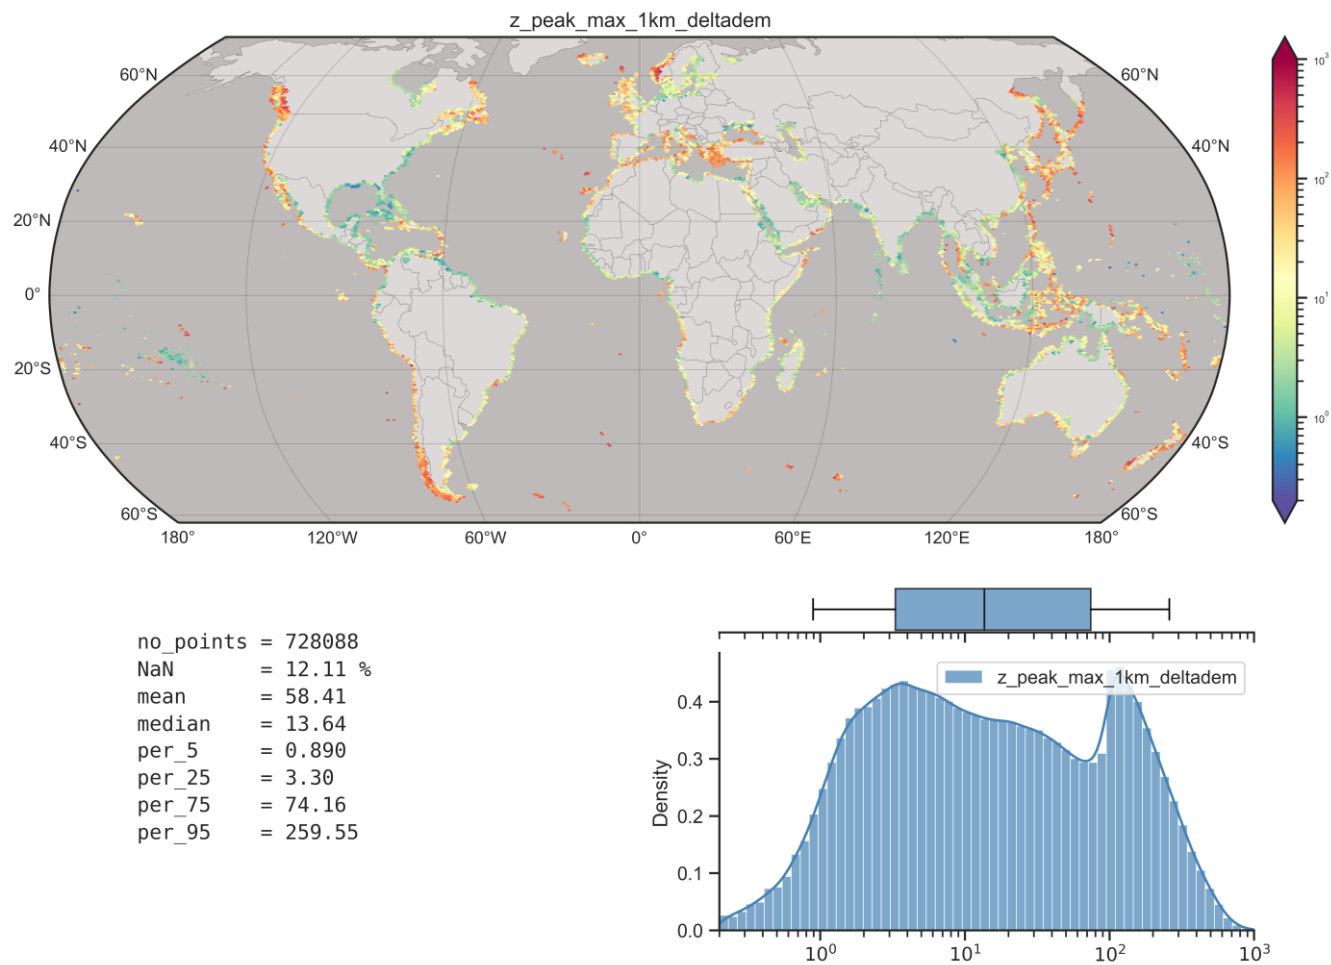 z_peak_max_1km_deltadem
60°N 60°N
40°N 40°N
20°N 20°N
0° 0°
20°S 20°S
40°S 40°S
60°S 60°S
180° 120°W 60°W 0° 60°E 120°E 180°
10³
10²
10¹
10⁰
no_points = 728088
NaN = 12.11 %
mean = 58.41
median = 13.64
per_5 = 0.890
per_25 = 3.30
per_75 = 74.16
per_95 = 259.55
z_peak_max_1km_deltadem
Density
0.4
0.3
0.2
0.1
0.0
10⁰ 10¹ 10² 10³